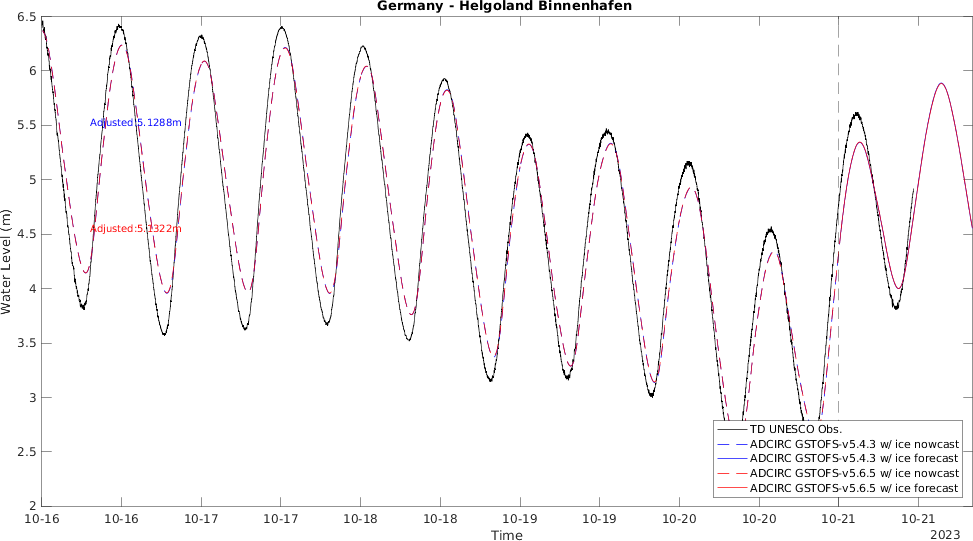 Germany - Helgoland Binnenhafen
6.5
6
5.5
5
4.5
4
3.5
3
2.5
2
Water Level (m)
Adjusted:5.1288m
Adjusted:5.1322m
TD UNESCO Obs.
ADCIRC GSTOFS-v5.4.3 w/ ice nowcast
ADCIRC GSTOFS-v5.4.3 w/ ice forecast
ADCIRC GSTOFS-v5.6.5 w/ ice nowcast
ADCIRC GSTOFS-v5.6.5 w/ ice forecast
10-16 10-16 10-17 10-17 10-18 10-18 10-19 10-19 10-20 10-20 10-21 10-21
Time
2023